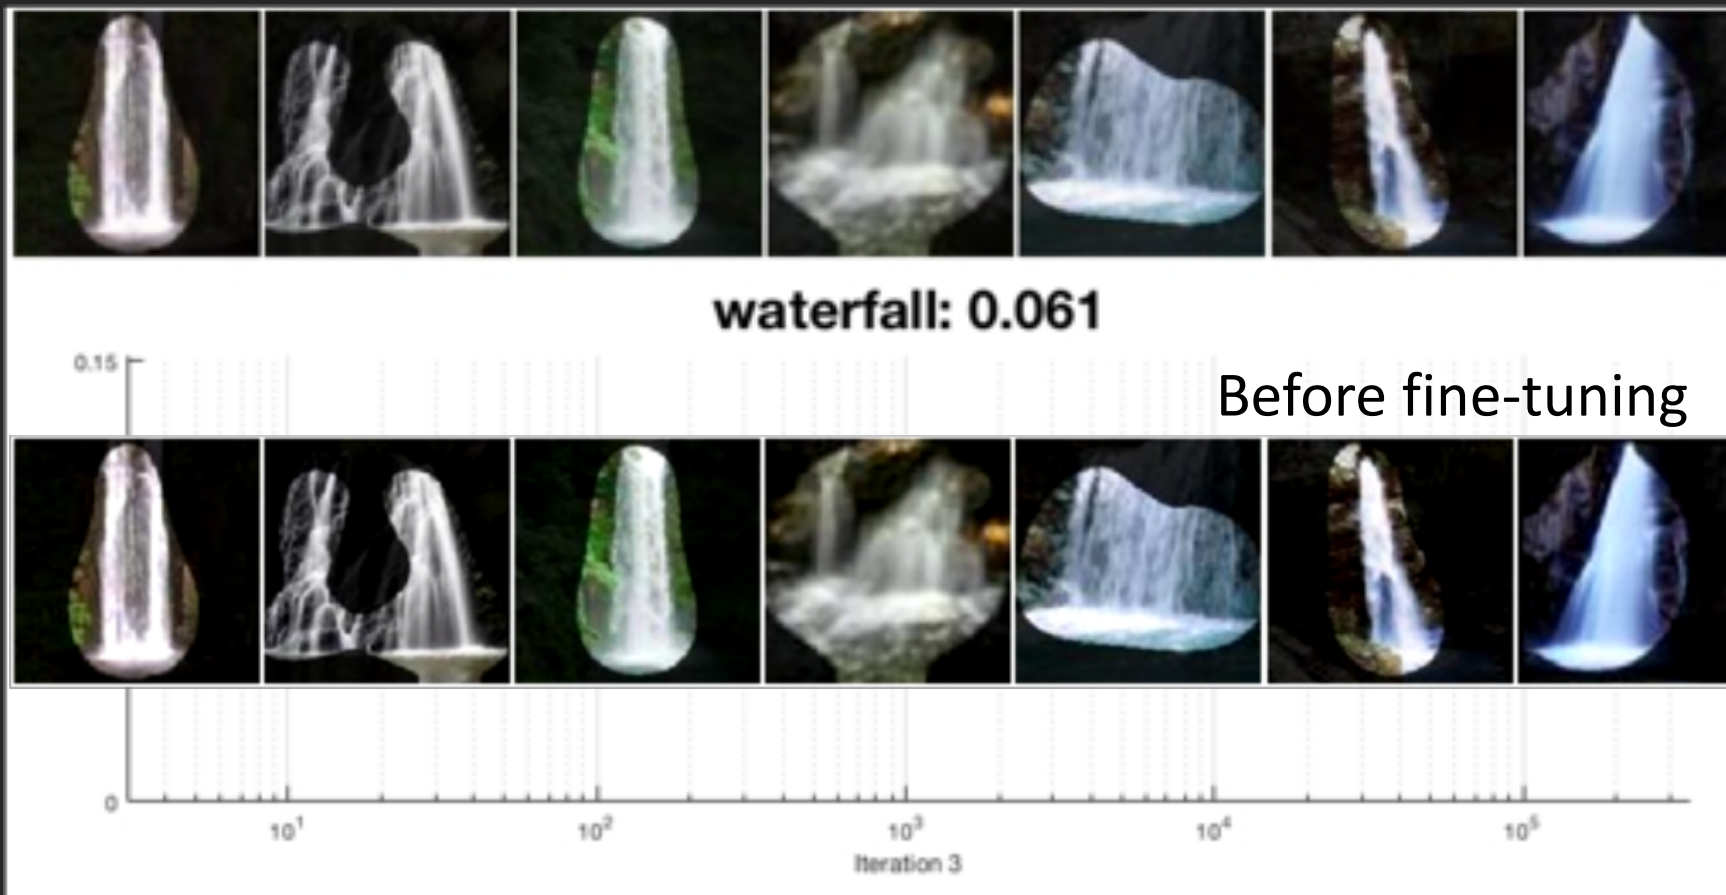 waterfall: 0.061
0.15
Before fine-tuning
0
10¹ 10² 10³ 10⁴ 10⁵
Iteration 3